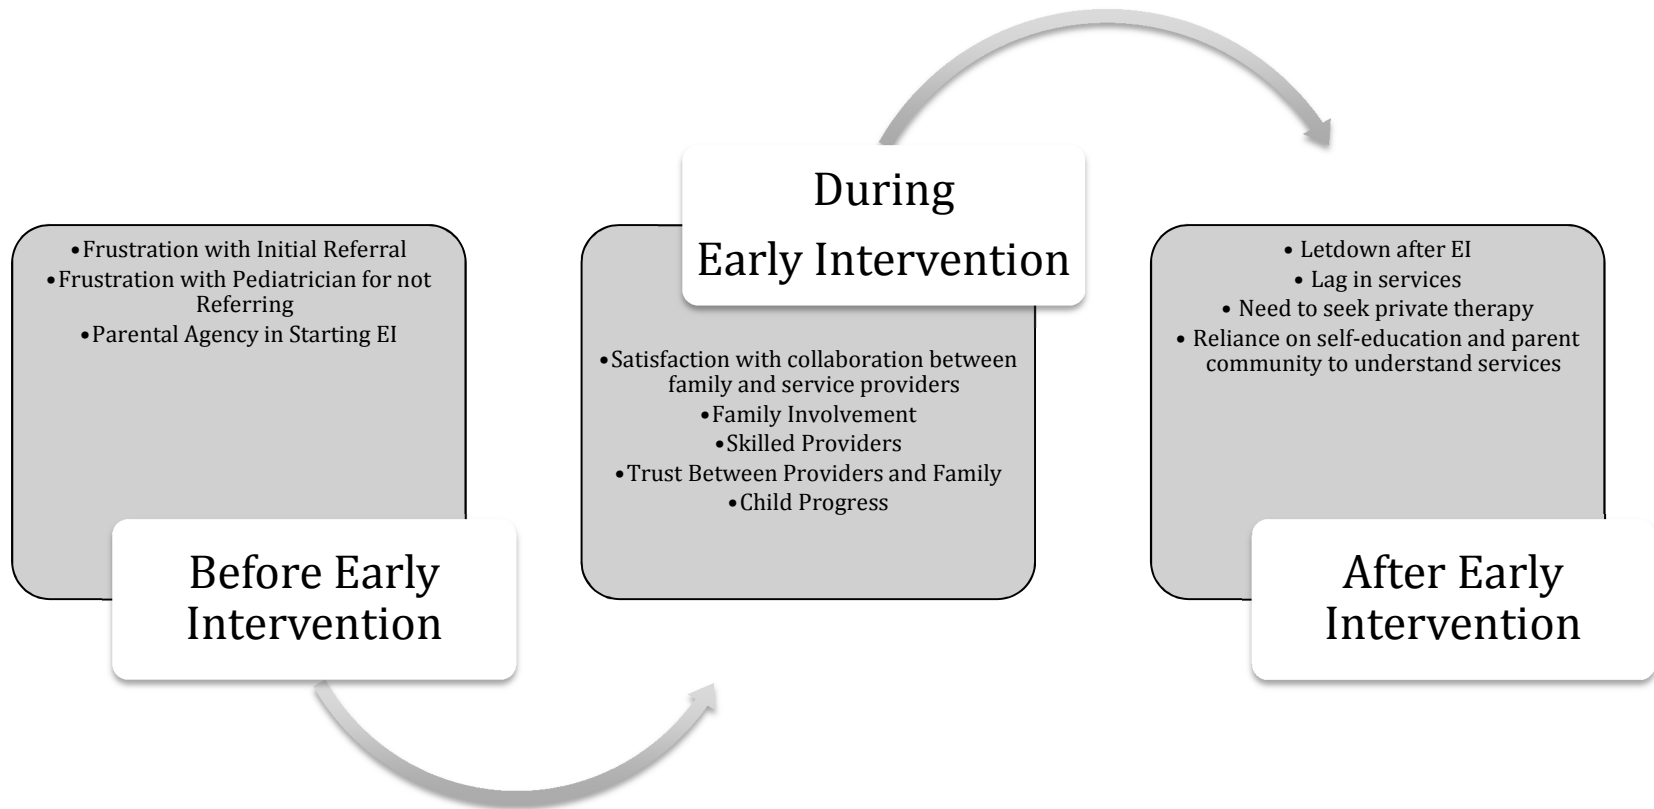 •Frustration with Initial Referral
•Frustration with Pediatrician for not
Referring
•Parental Agency in Starting EI
Before Early
Intervention
During
Early Intervention
•Satisfaction with collaboration between
family and service providers
•Family Involvement
•Skilled Providers
•Trust Between Providers and Family
•Child Progress
• Letdown after EI
• Lag in services
• Need to seek private therapy
• Reliance on self-education and parent
community to understand services
After Early
Intervention